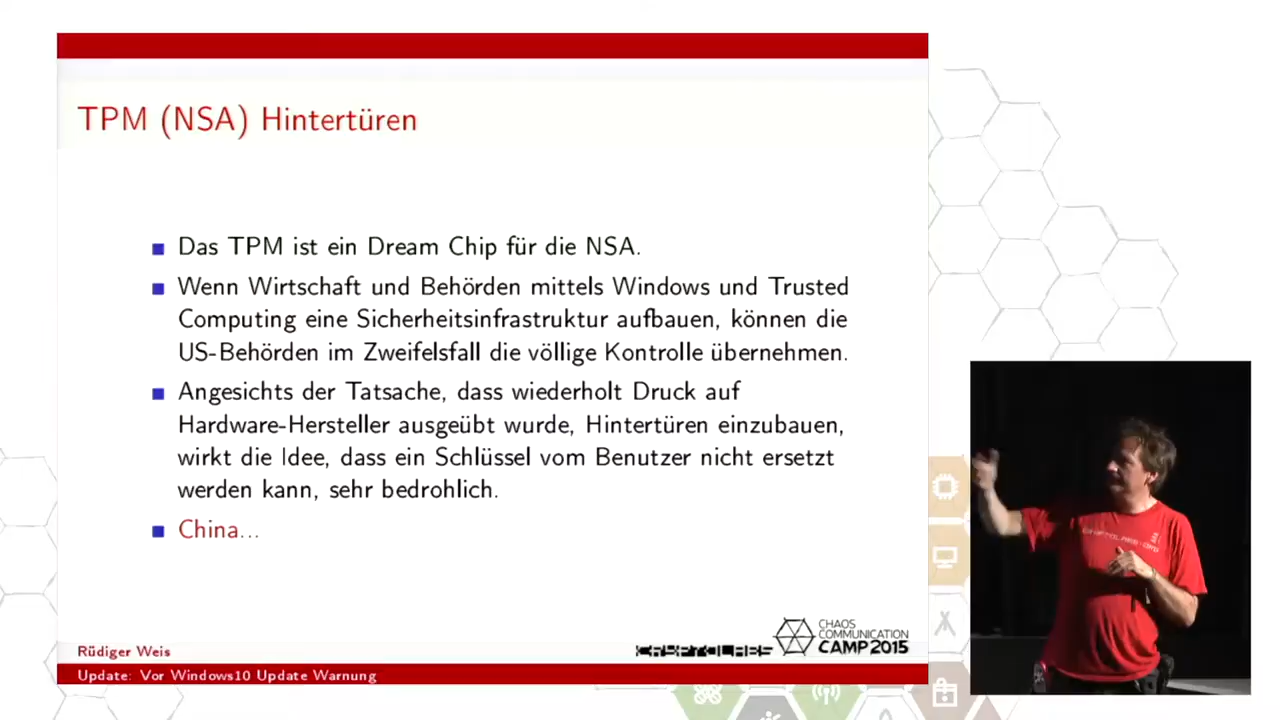 TPM (NSA) Hintertüren
Das TPM ist ein Dream Chip für die NSA.
Wenn Wirtschaft und Behörden mittels Windows und Trusted
Computing eine Sicherheitsinfrastruktur aufbauen, können die
US-Behörden im Zweifelsfall die völlige Kontrolle übernehmen.
Angesichts der Tatsache, dass wiederholt Druck auf
Hardware-Hersteller ausgeübt wurde, Hintertüren einzubauen,
wirkt die Idee, dass ein Schlüssel vom Benutzer nicht ersetzt
werden kann, sehr bedrohlich.
China...
Rüdiger Weis
CRYPTOLABS
CHAOS
COMMUNICATION
CAMP 2015
Update: Vor Windows10 Update Warnung